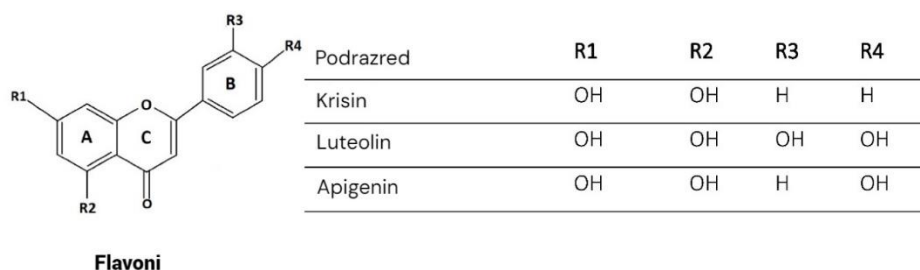 R3
R4
B
O
R1
A
C
R2
O
Flavoni
Podrazred R1 R2 R3 R4
Krisin OH OH H H
Luteolin OH OH OH OH
Apigenin OH OH H OH